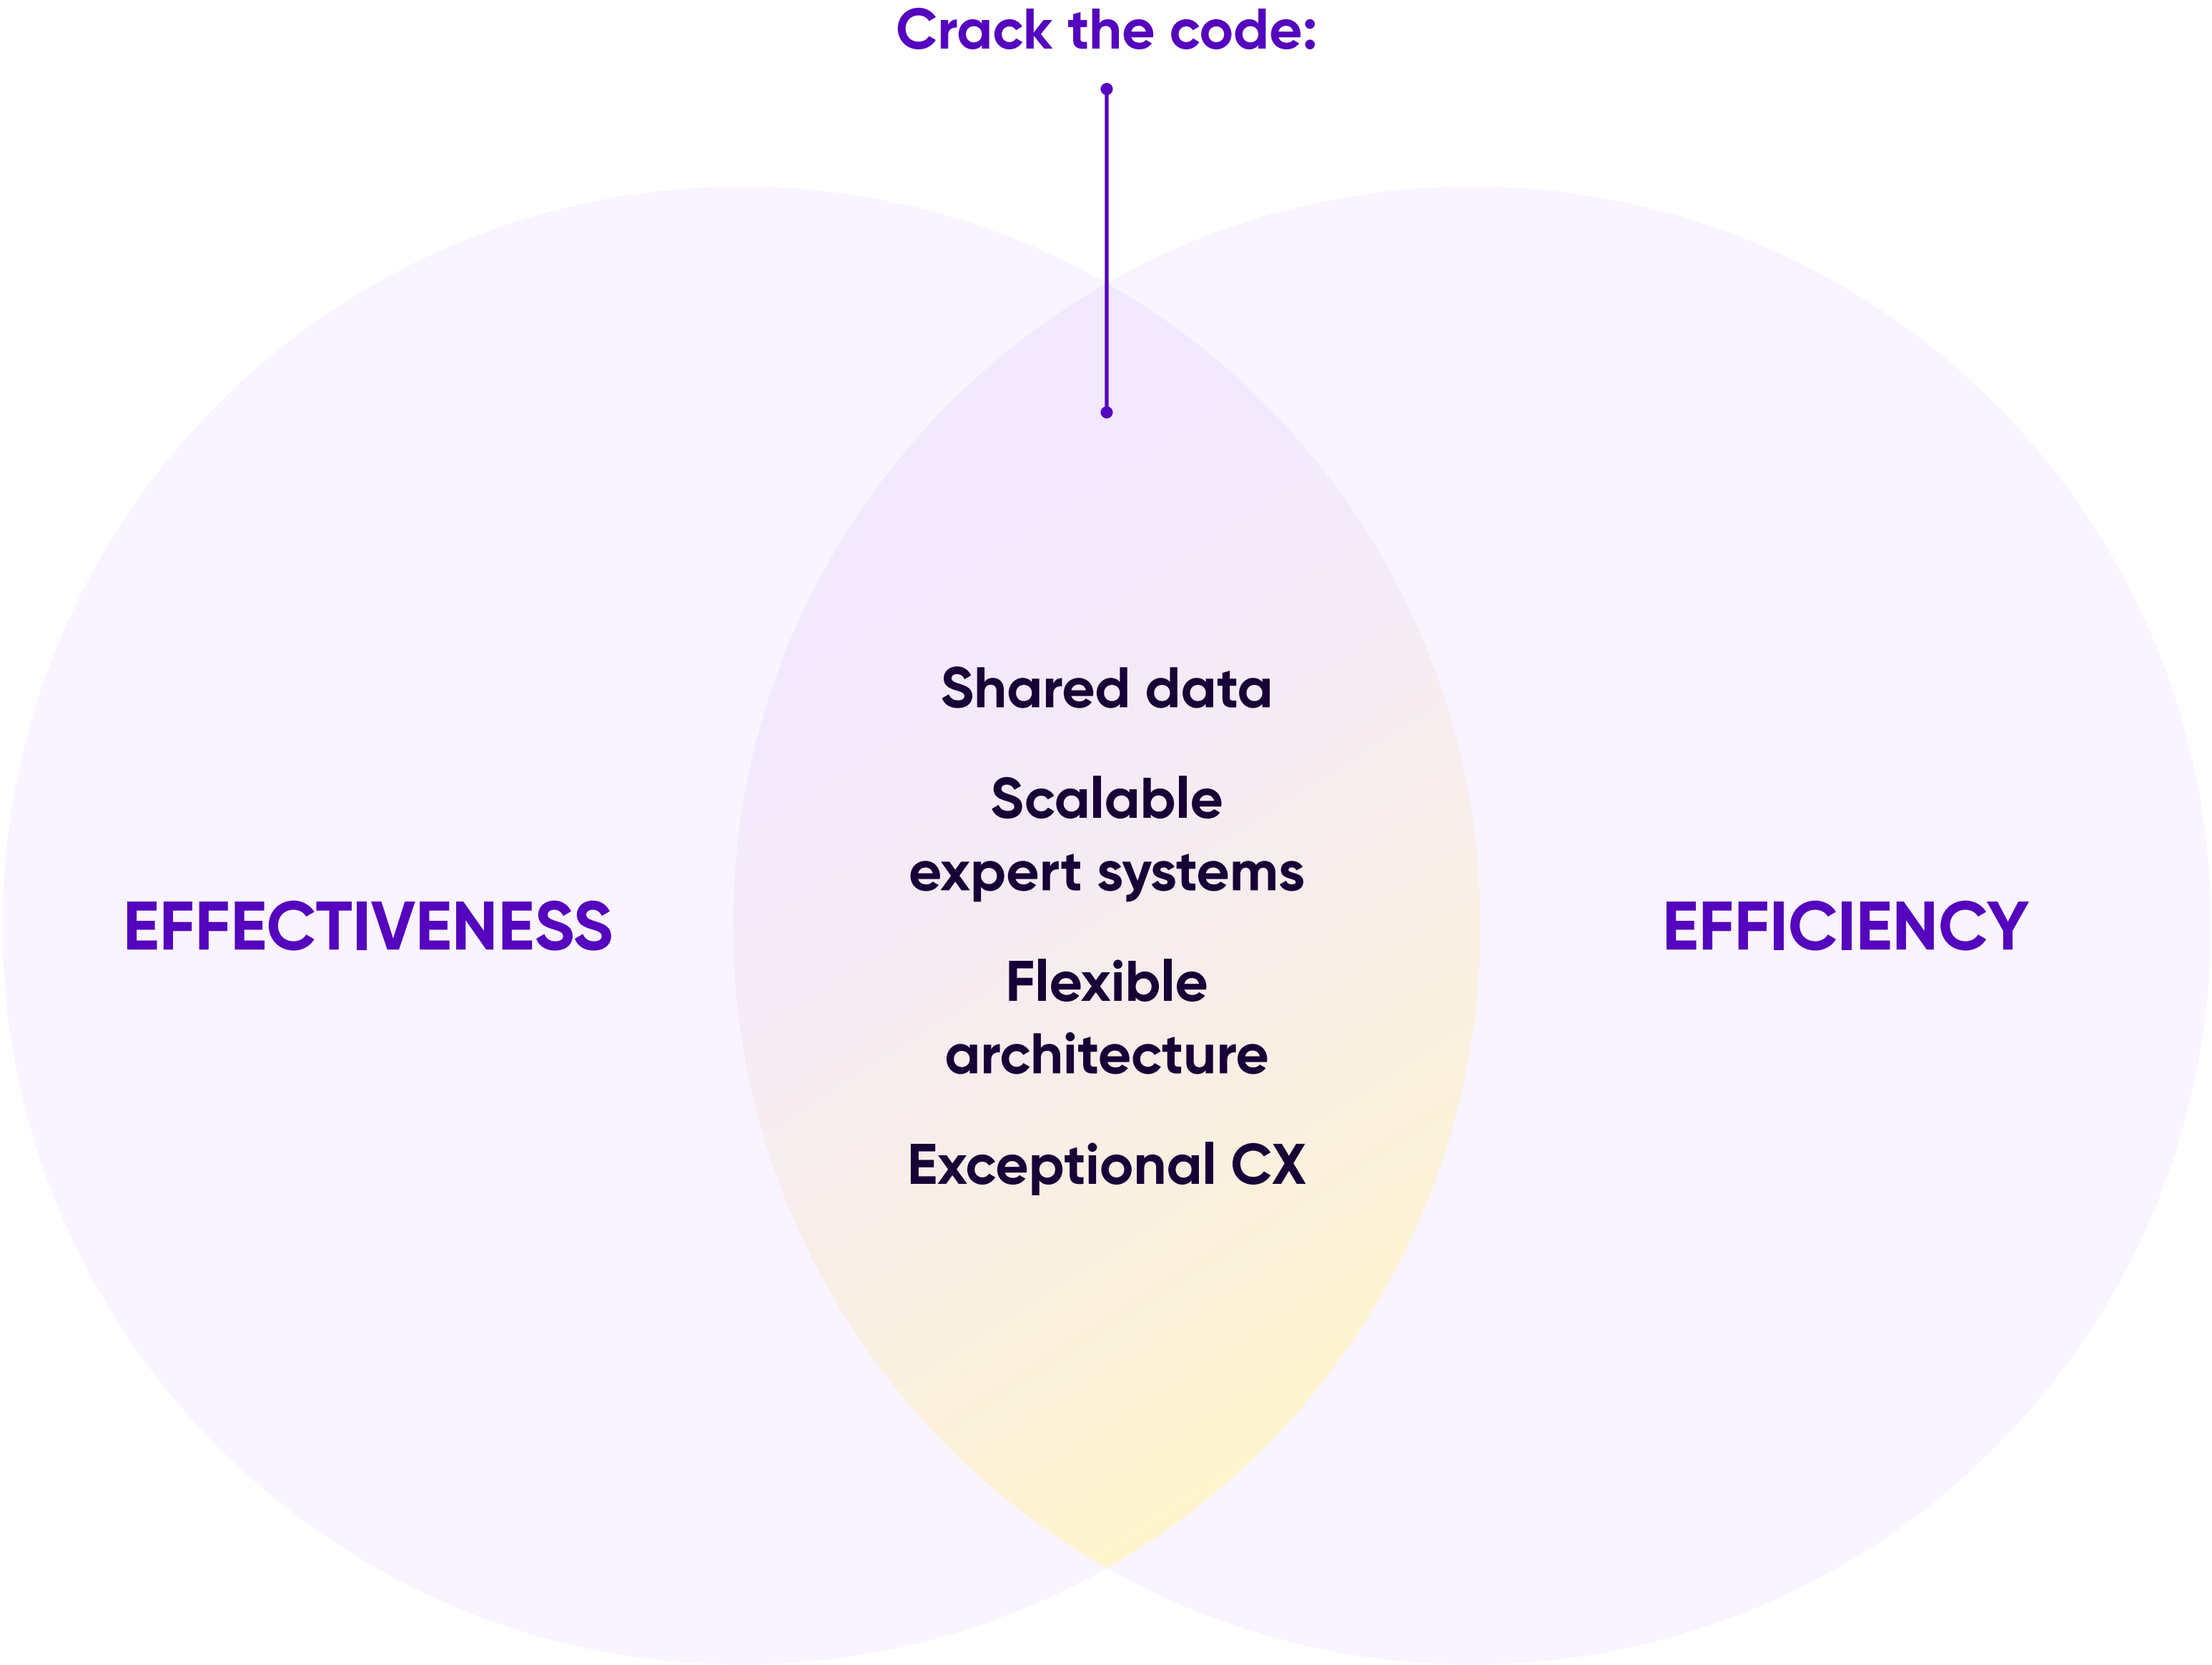 Crack the code:
Shared data
Scalable
expert systems
EFFECTIVENESS
EFFICIENCY
Flexible
architecture
Exceptional CX